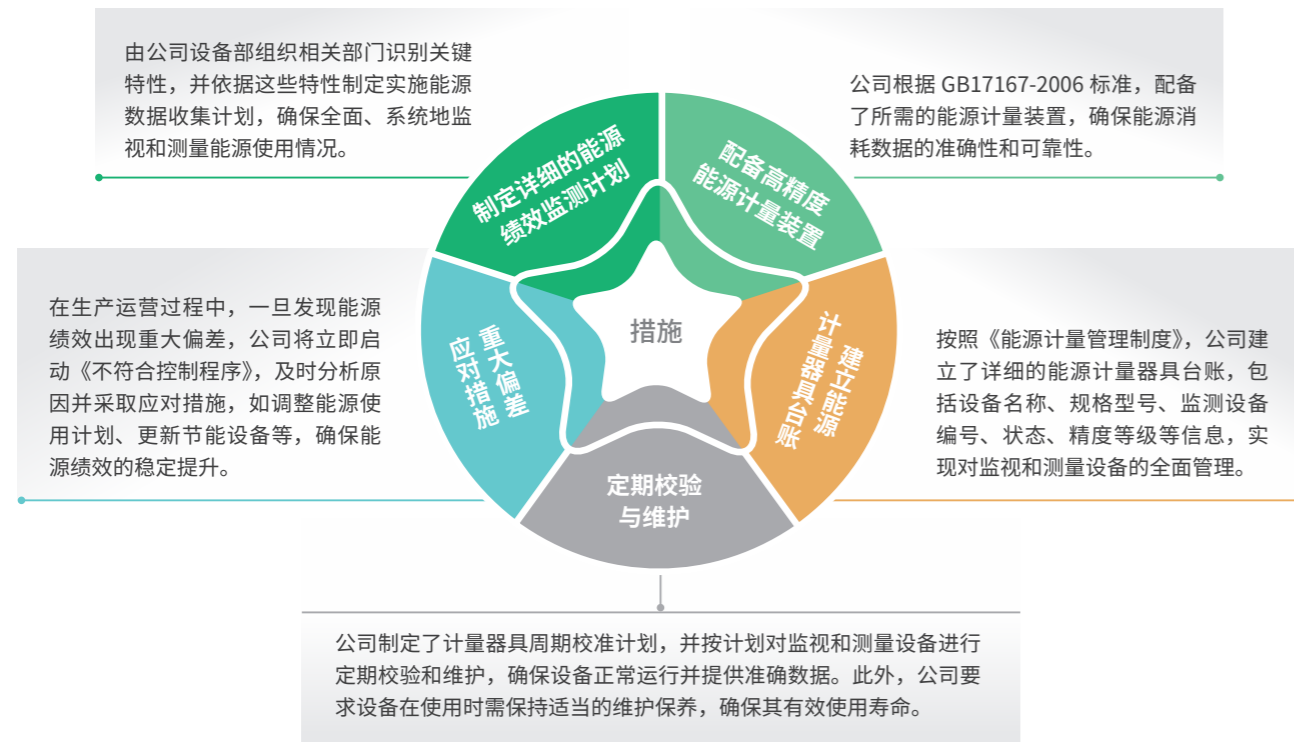 由公司设备部组织相关部门识别关键
特性，并依据这些特性制定实施能源
数据收集计划，确保全面、系统地监
视和测量能源使用情况。
公司根据 GB17167-2006 标准，配备
了所需的能源计量装置，确保能源消
耗数据的准确性和可靠性。
制定详细的能源
绩效监测计划
配备高精度
能源计量装置
在生产运营过程中，一旦发现能源
绩效出现重大偏差，公司将立即启
动《不符合控制程序》，及时分析原
因并采取应对措施，如调整能源使
用计划、更新节能设备等，确保能
源绩效的稳定提升。
重大偏差
应对措施
措施
建立能源
计量器具台账
按照《能源计量管理制度》，公司建
立了详细的能源计量器具台账，包
括设备名称、规格型号、监测设备
编号、状态、精度等级等信息，实
现对监视和测量设备的全面管理。
定期校验
与维护
公司制定了计量器具周期校准计划，并按计划对监视和测量设备进行
定期校验和维护，确保设备正常运行并提供准确数据。此外，公司要
求设备在使用时需保持适当的维护保养，确保其有效使用寿命。